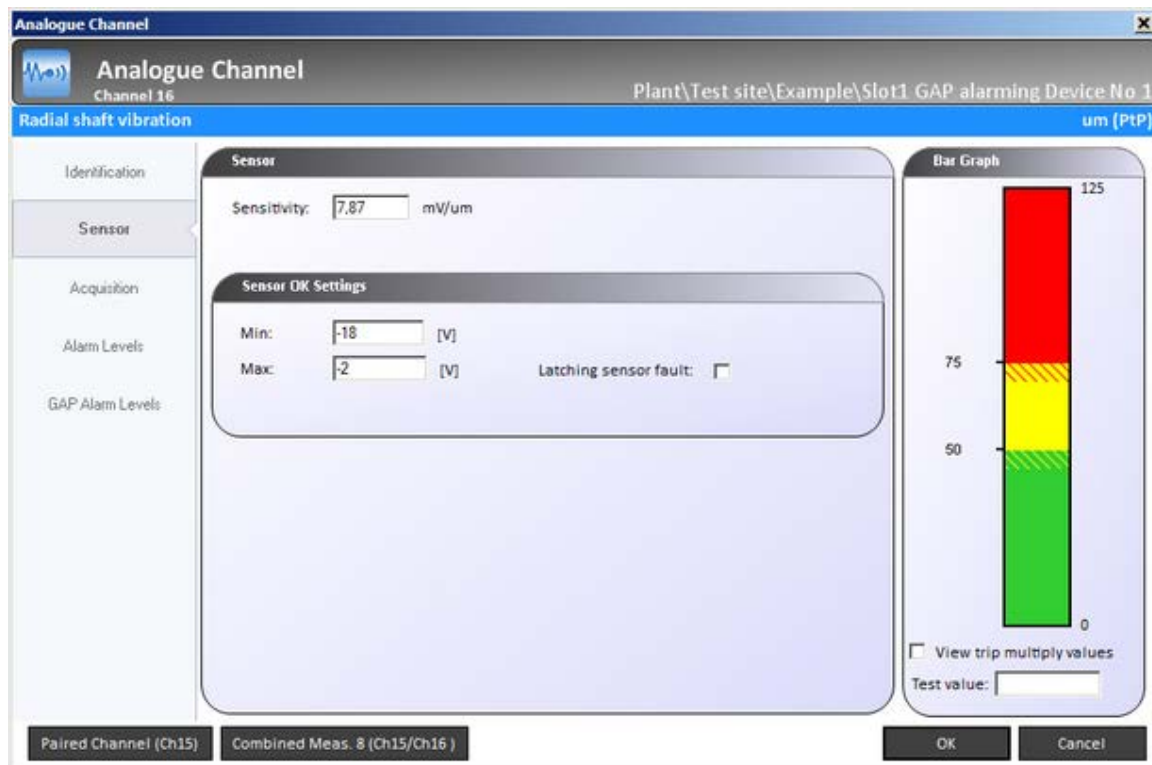 Analogue Channel
Analogue Channel
Channel 16
Plant\Test site\Example\Slot1 GAP alarming Device No 1
Radial shaft vibration um (PtP)
Identification
Sensor
Acquisition
Alarm Levels
GAP Alarm Levels
Sensor
Sensitivity: 7,87 mV/um
Sensor OK Settings
Min: -18 [V]
Max: -2 [V] Latching sensor fault:
Bar Graph
125
75
50
0
View trip multiply values
Test value:
Paired Channel (Ch15) Combined Meas. 8 (Ch15/Ch16 ) OK Cancel